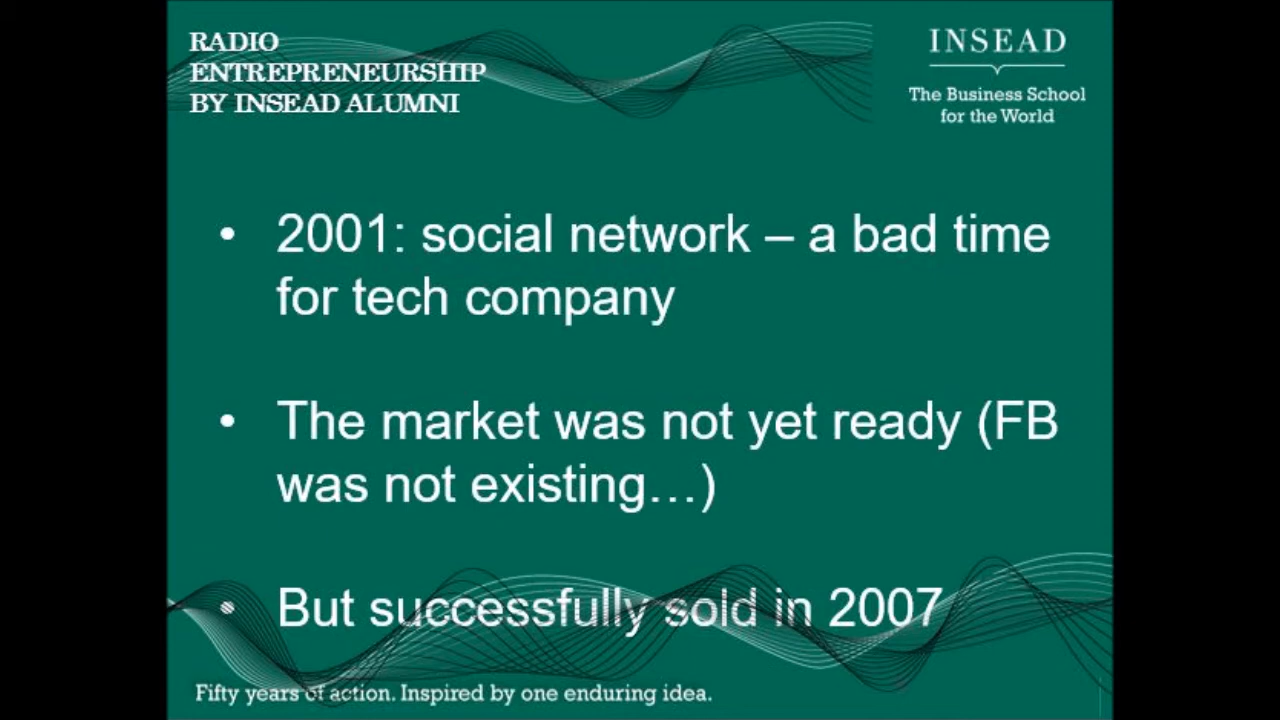 RADIO
ENTREPRENEURSHIP
BY INSEAD ALUMNI
INSEAD
The Business School
for the World
• 2001: social network – a bad time
for tech company
• The market was not yet ready (FB
was not existing…)
• But successfully sold in 2007
Fifty years of action. Inspired by one enduring idea.